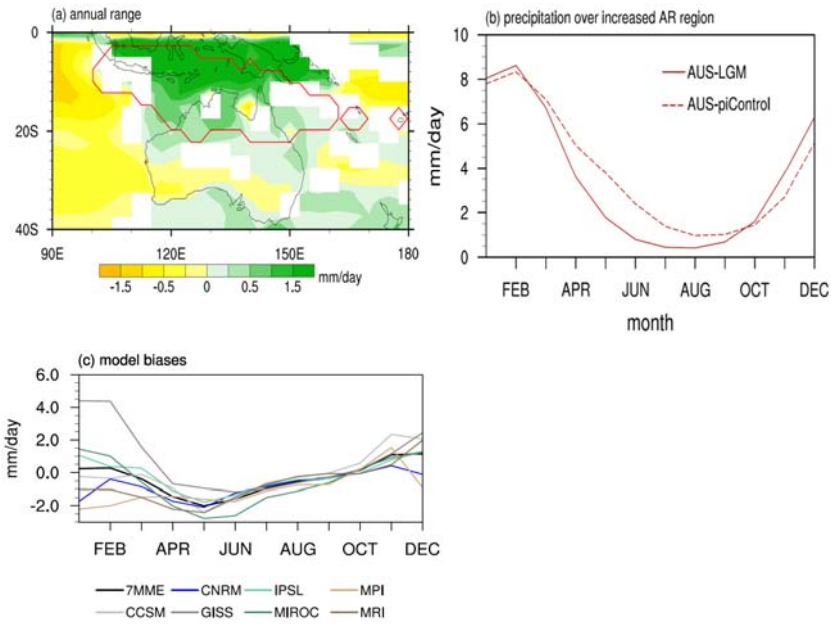 (a) annual range
0
20S
40S
90E 120E 150E 180
-1.5 -0.5 0 0.5 1.5 mm/day
(b) precipitation over increased AR region
10
8
6
4
2
0
mm/day
AUS-LGM
AUS-piControl
FEB APR JUN AUG OCT DEC
month
(c) model biases
6.0
4.0
2.0
0.0
-2.0
mm/day
FEB APR JUN AUG OCT DEC
7MME CNRM IPSL MPI
CCSM GISS MIROC MRI